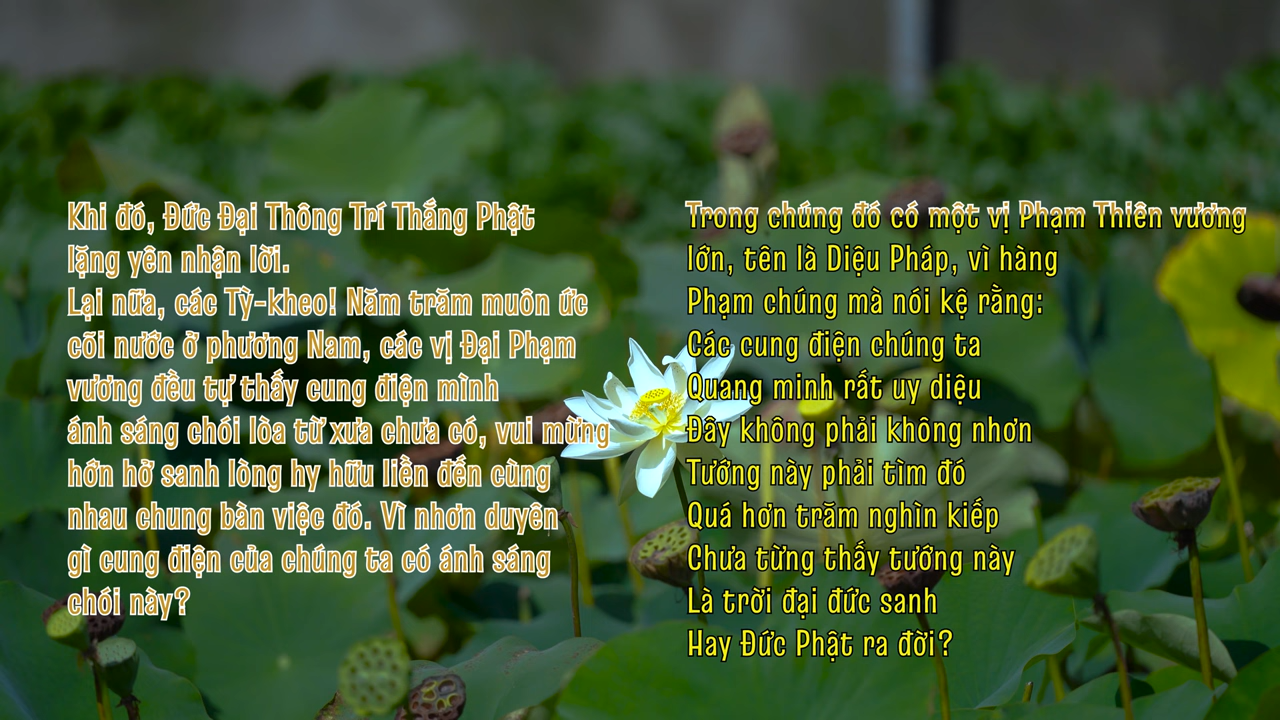 Khi đó, Đức Đại Thông Trí Thắng Phật
lặng yên nhận lời.
Lại nữa, các Tỳ-kheo! Năm trăm muôn ức
cõi nước ở phương Nam, các vị Đại Phạm
vương đều tự thấy cung điện mình
ánh sáng chói lòa từ xưa chưa có, vui mừng
hớn hở sanh lòng hy hữu liền đến cùng
nhau chung bàn việc đó. Vì nhơn duyên
gì cung điện của chúng ta có ánh sáng
chói này?
Trong chúng đó có một vị Phạm Thiên vương
lớn, tên là Diệu Pháp, vì hàng
Phạm chúng mà nói kệ rằng:
Các cung điện chúng ta
Quang minh rất uy diệu
Đây không phải không nhơn
Tướng này phải tìm đó
Quá hơn trăm nghìn kiếp
Chưa từng thấy tướng này
Là trời đại đức sanh
Hay Đức Phật ra đời?